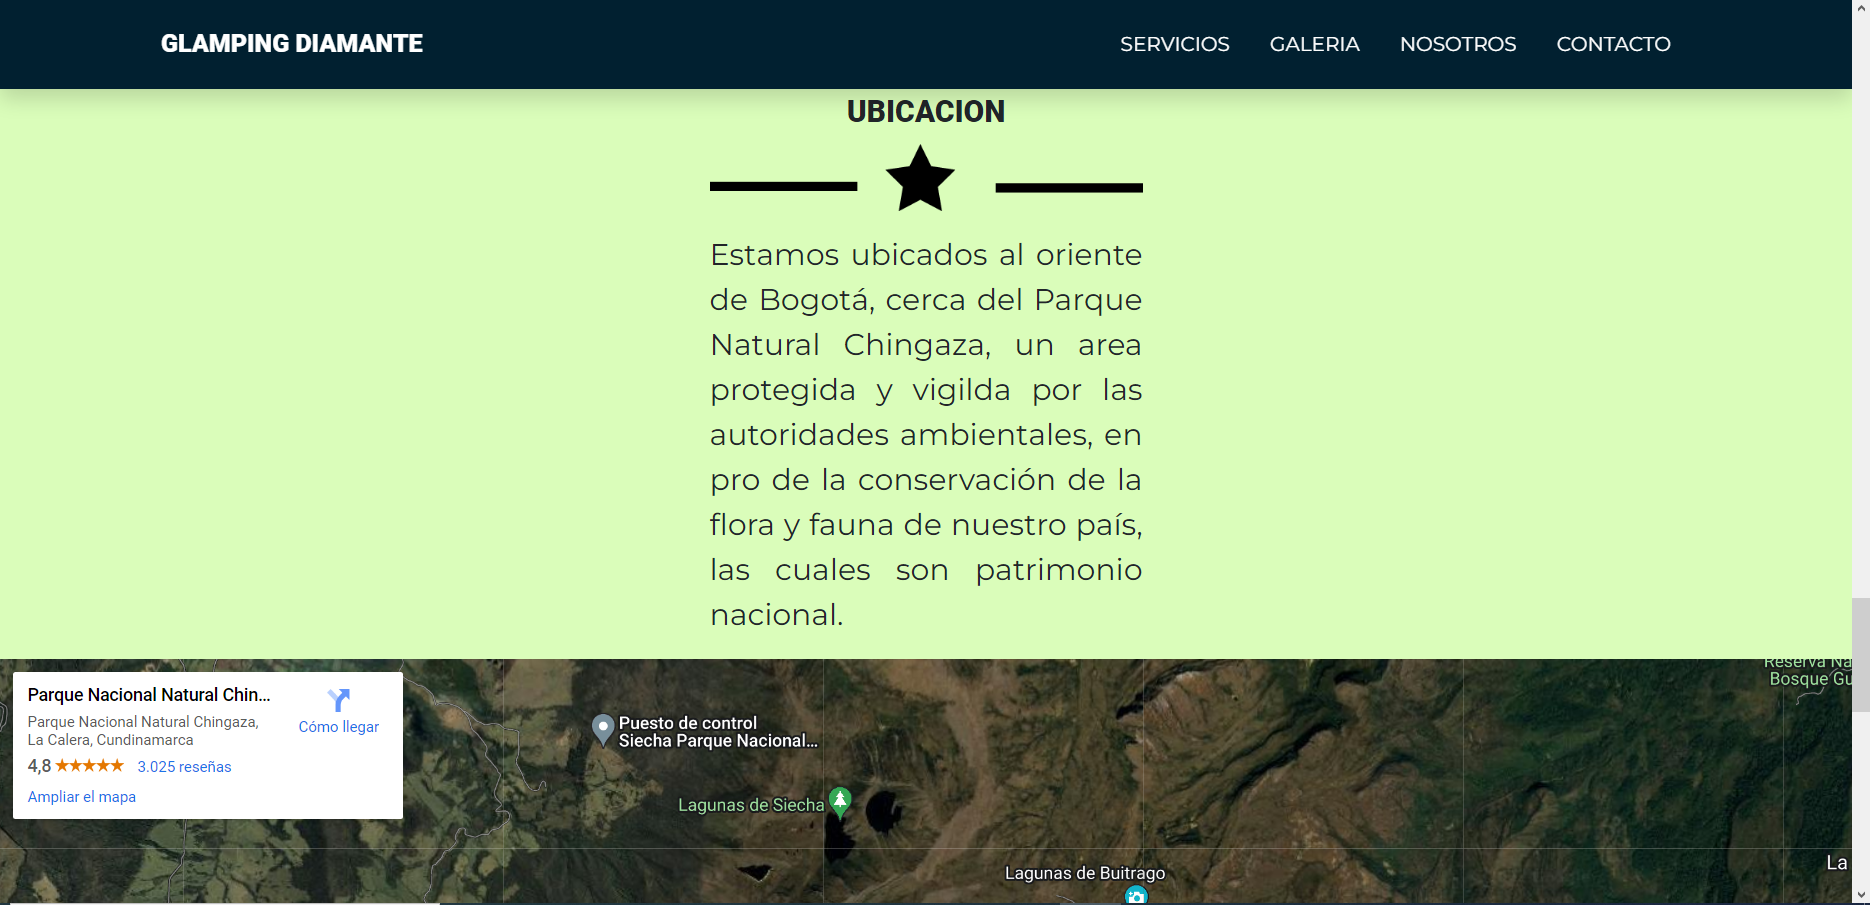 GLAMPING DIAMANTE
SERVICIOS GALERIA NOSOTROS CONTACTO
UBICACION
Estamos ubicados al oriente
de Bogotá, cerca del Parque
Natural Chingaza, un area
protegida y vigilda por las
autoridades ambientales, en
pro de la conservación de la
flora y fauna de nuestro país,
las cuales son patrimonio
nacional.
Parque Nacional Natural Chin...
Parque Nacional Natural Chingaza,
La Calera, Cundinamarca
4,8 3.025 reseñas
Ampliar el mapa
Cómo llegar
Puesto de control
Siecha Parque Nacional...
Lagunas de Siecha
Lagunas de Buitrago
Reserva Na
Bosque Gu
La